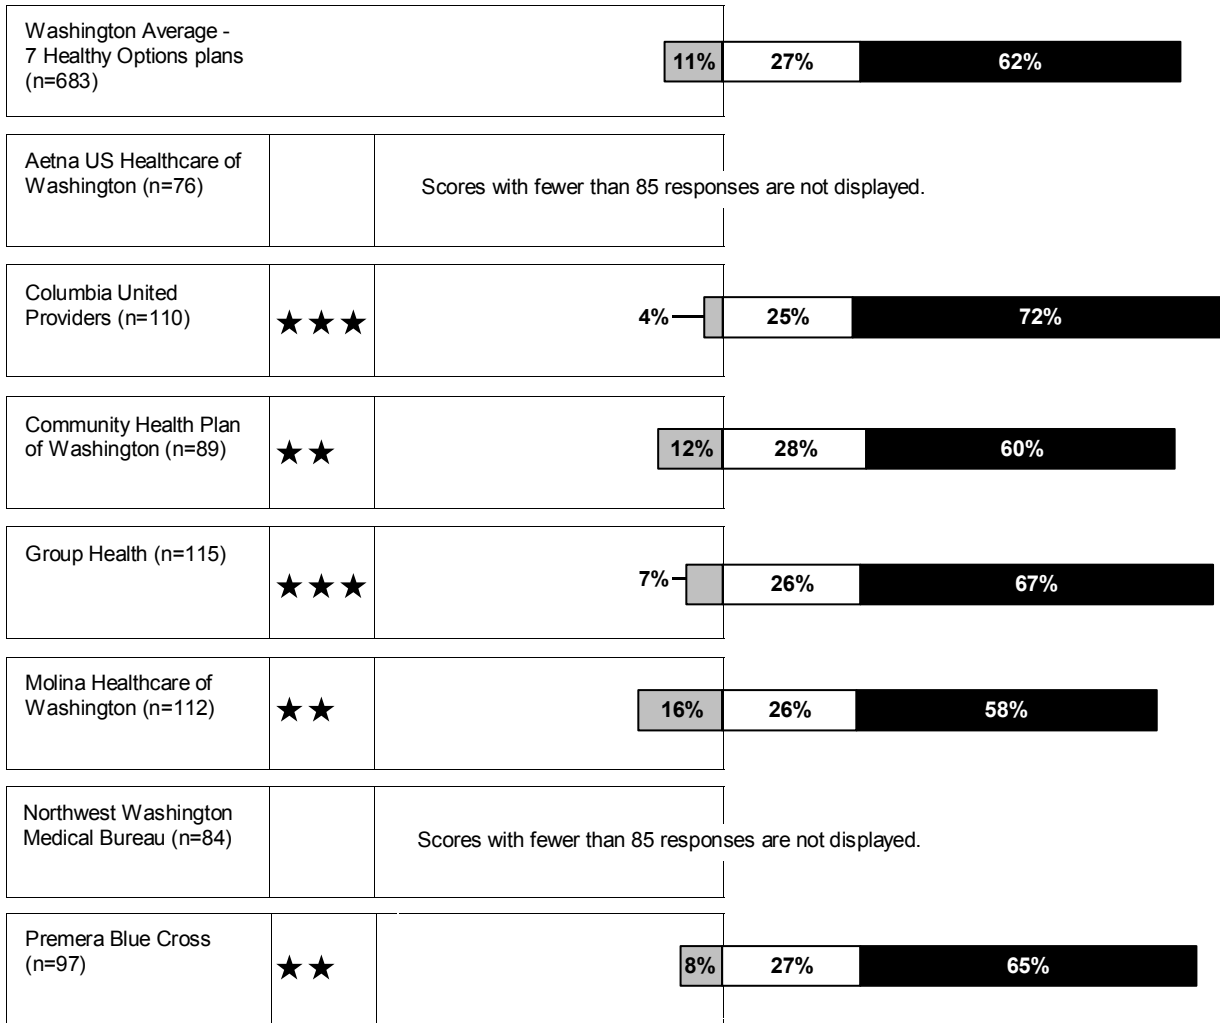 Washington Average -
7 Healthy Options plans
(n=683)
11% 27% 62%
Aetna US Healthcare of
Washington (n=76)
Scores with fewer than 85 responses are not displayed.
Columbia United
Providers (n=110)
★★★
4% 25% 72%
Community Health Plan
of Washington (n=89)
★★
12% 28% 60%
Group Health (n=115)
★★★
7% 26% 67%
Molina Healthcare of
Washington (n=112)
★★
16% 26% 58%
Northwest Washington
Medical Bureau (n=84)
Scores with fewer than 85 responses are not displayed.
Premera Blue Cross
(n=97)
★★
8% 27% 65%